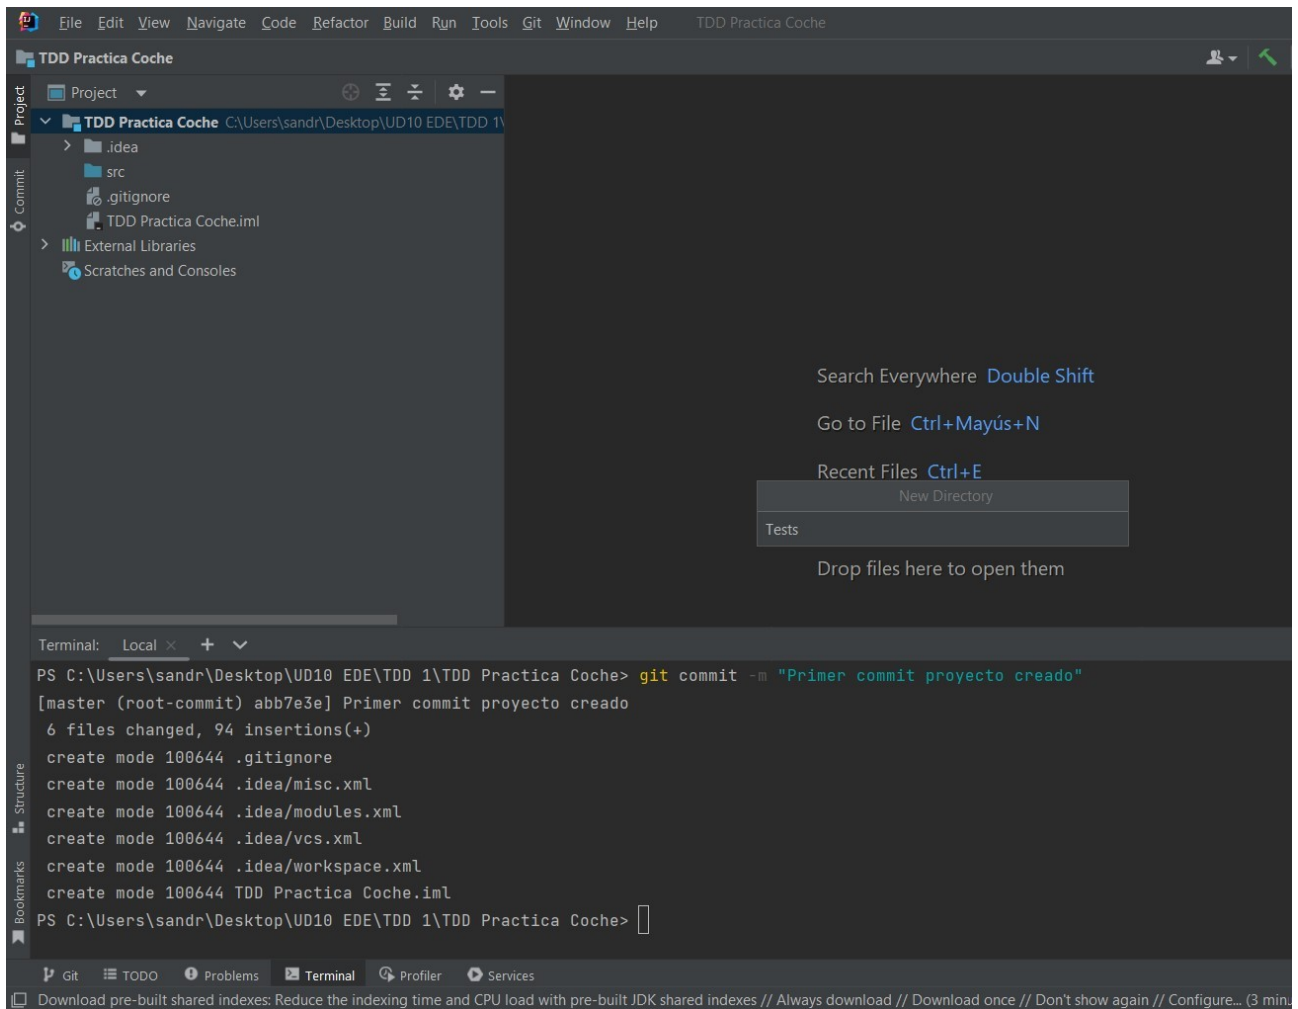 File Edit View Navigate Code Refactor Build Run Tools Git Window Help TDD Practica Coche
TDD Practica Coche
Project
Project
TDD Practica Coche C:\Users\sandr\Desktop\UD10 EDE\TDD 1\
.idea
src
.gitignore
TDD Practica Coche.iml
External Libraries
Scratches and Consoles
Commit
Search Everywhere Double Shift
Go to File Ctrl+Mayús+N
Recent Files Ctrl+E
New Directory
Tests
Drop files here to open them
Terminal: Local
PS C:\Users\sandr\Desktop\UD10 EDE\TDD 1\TDD Practica Coche> git commit -m "Primer commit proyecto creado"
[master (root-commit) abb7e3e] Primer commit proyecto creado
6 files changed, 94 insertions(+)
create mode 100644 .gitignore
create mode 100644 .idea/misc.xml
create mode 100644 .idea/modules.xml
create mode 100644 .idea/vcs.xml
create mode 100644 .idea/workspace.xml
create mode 100644 TDD Practica Coche.iml
PS C:\Users\sandr\Desktop\UD10 EDE\TDD 1\TDD Practica Coche>
Structure
Bookmarks
Git TODO Problems Terminal Profiler Services
Download pre-built shared indexes: Reduce the indexing time and CPU load with pre-built JDK shared indexes // Always download // Download once // Don't show again // Configure... (3 minu